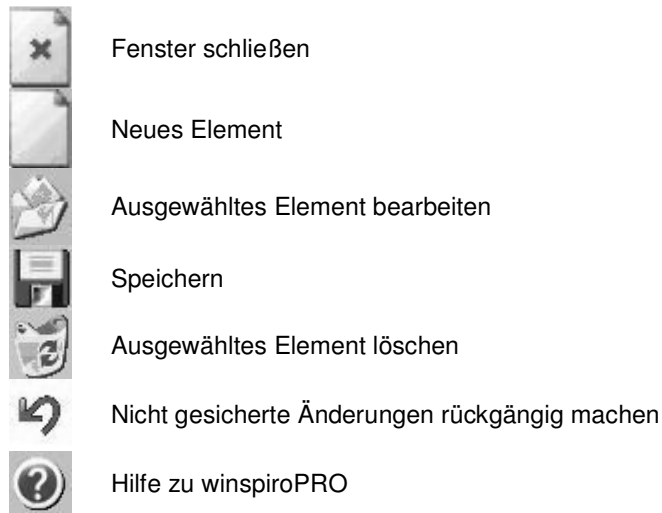 Fenster schließen
Neues Element
Ausgewähltes Element bearbeiten
Speichern
Ausgewähltes Element löschen
Nicht gesicherte Änderungen rückgängig machen
Hilfe zu winspiroPRO